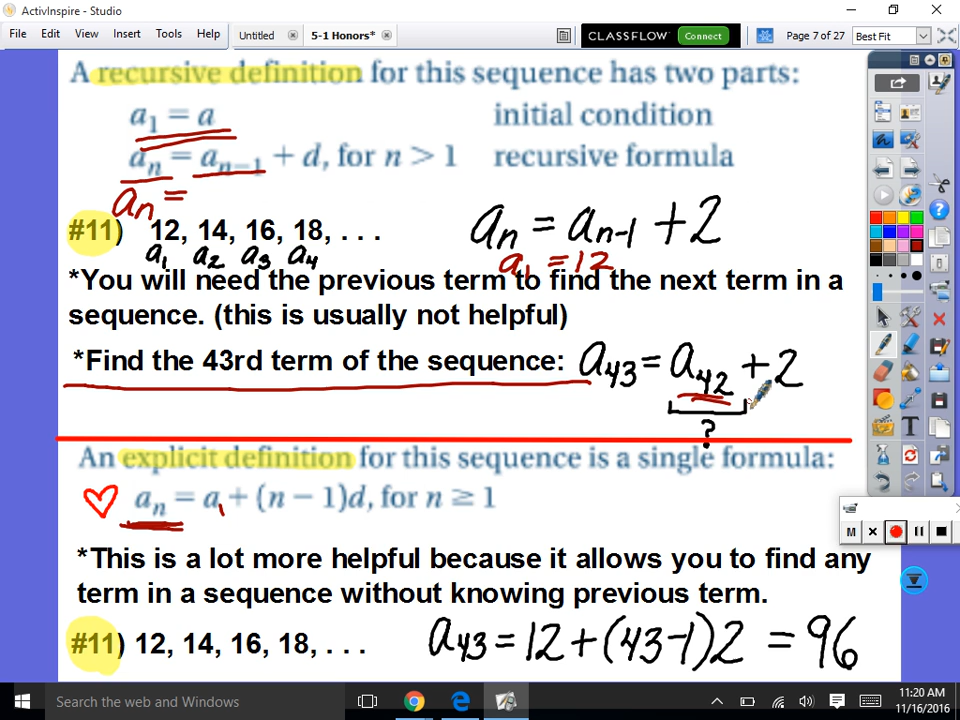 ActivInspire - Studio
File Edit View Insert Tools Help Untitled 5-1 Honors* CLASSFLOW Connect Page 7 of 27 Best Fit
A recursive definition for this sequence has two parts:
a₁ = a initial condition
aₙ = aₙ₋₁ + d, for n > 1 recursive formula
aₙ =
#11) 12, 14, 16, 18, . . . aₙ = aₙ₋₁ + 2
a₁ a₂ a₃ a₄ a₁ = 12
*You will need the previous term to find the next term in a
sequence. (this is usually not helpful)
*Find the 43rd term of the sequence: a₄₃ = a₄₂ + 2
?
An explicit definition for this sequence is a single formula:
aₙ = a₁ + (n − 1)d, for n ≥ 1
M
*This is a lot more helpful because it allows you to find any
term in a sequence without knowing previous term.
#11) 12, 14, 16, 18, . . . a₄₃ = 12 + (43-1)2 = 96
Search the web and Windows
11:20 AM
11/16/2016